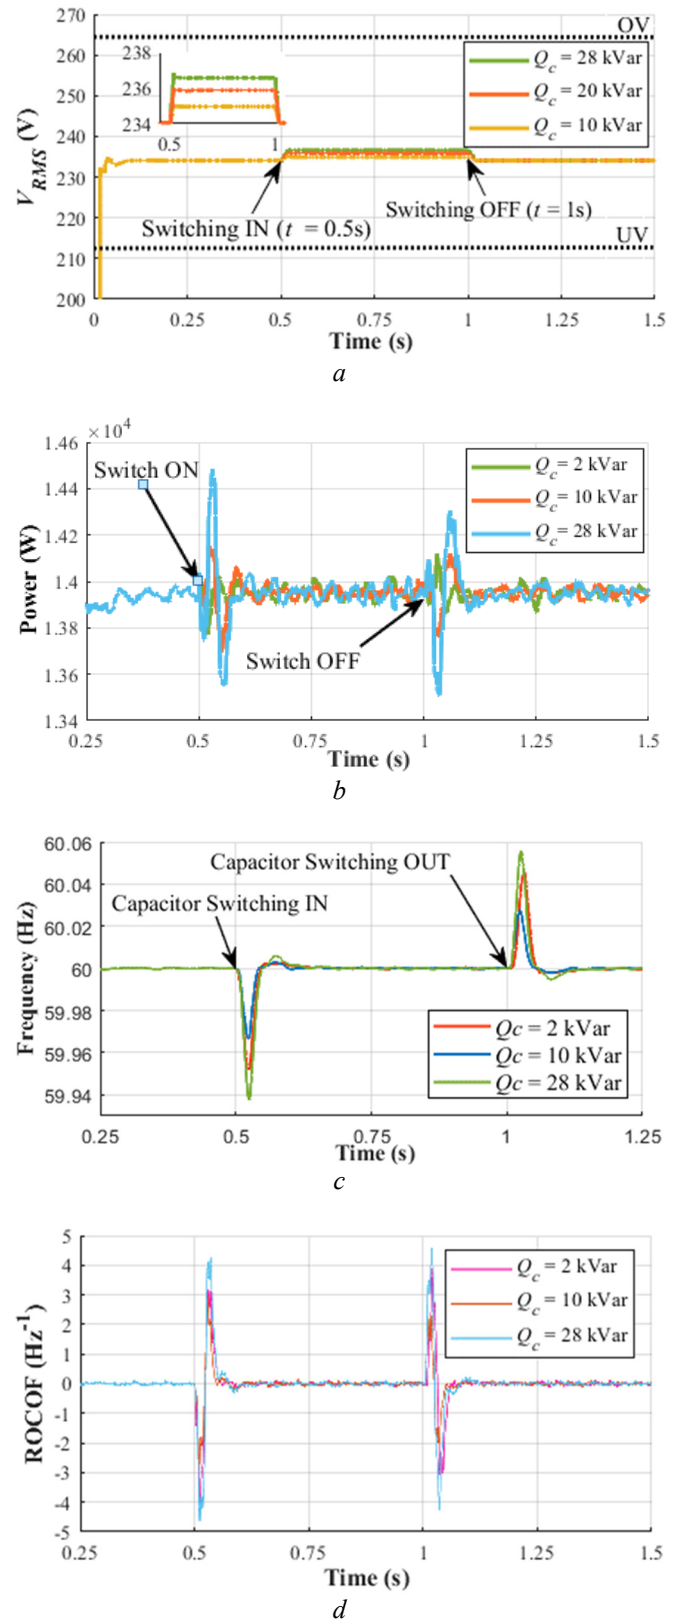 270
OV
260
250
240
230
220
210
200
V_RMS (V)
238
236
234
0.5
1
Q_c = 28 kVar
Q_c = 20 kVar
Q_c = 10 kVar
Switching IN (t = 0.5s)
Switching OFF (t = 1s)
UV
0 0.25 0.5 0.75 1 1.25 1.5
Time (s)
a
×10^4
1.46
1.44
1.42
1.4
1.38
1.36
1.34
Power (W)
Switch ON
Q_c = 2 kVar
Q_c = 10 kVar
Q_c = 28 kVar
Switch OFF
0.25 0.5 0.75 1 1.25 1.5
Time (s)
b
60.06
60.04
60.02
60
59.98
59.96
59.94
Frequency (Hz)
Capacitor Switching OUT
Capacitor Switching IN
Qc = 2 kVar
Qc = 10 kVar
Qc = 28 kVar
0.25 0.5 0.75 1 1.25
Time (s)
c
5
4
3
2
1
0
-1
-2
-3
-4
-5
ROCOF (Hz^-1)
Q_c = 2 kVar
Q_c = 10 kVar
Q_c = 28 kVar
0.25 0.5 0.75 1 1.25 1.5
Time (s)
d